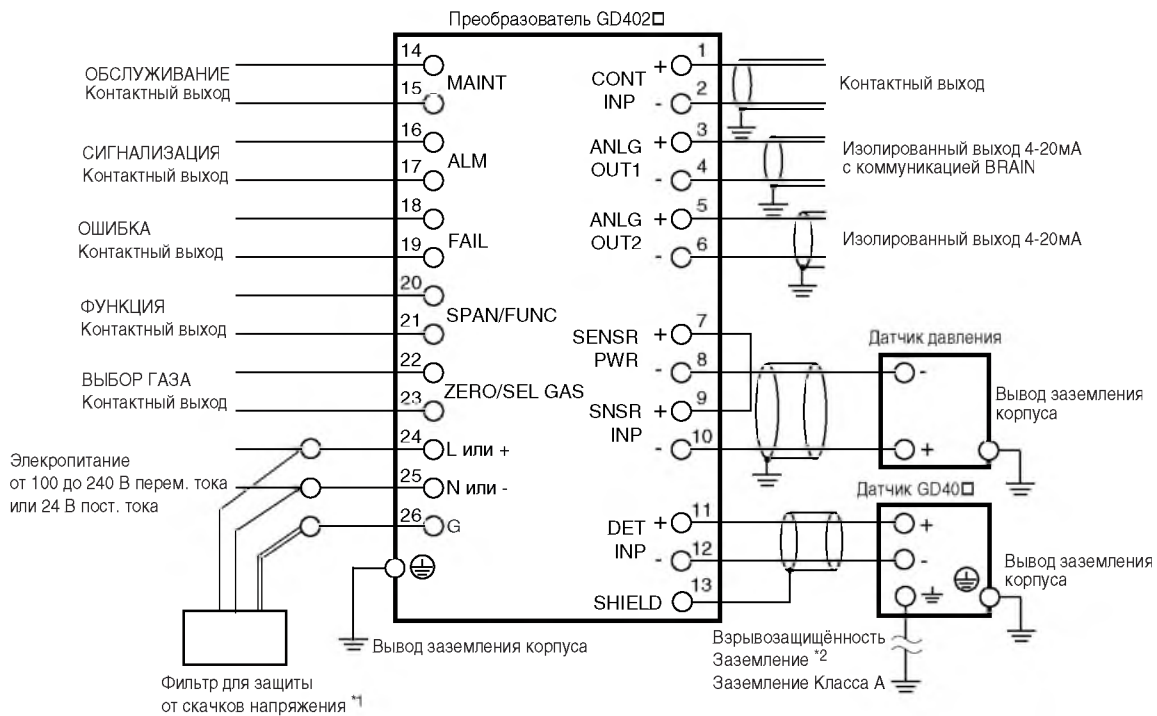 Преобразователь GD402□
ОБСЛУЖИВАНИЕ
Контактный выход
СИГНАЛИЗАЦИЯ
Контактный выход
ОШИБКА
Контактный выход
ФУНКЦИЯ
Контактный выход
ВЫБОР ГАЗА
Контактный выход
Элекропитание
от 100 до 240 В перем. тока
или 24 В пост. тока
Фильтр для защиты
от скачков напряжения *1
14
15
MAINT
16
17
ALM
18
19
FAIL
20
21
SPAN/FUNC
22
23
ZERO/SEL GAS
24
L или +
25
N или -
26
G
Вывод заземления корпуса
CONT
INP
+
1
-
2
ANLG
OUT1
+
3
-
4
ANLG
OUT2
+
5
-
6
SENSR
PWR
+
7
-
8
SNSR
INP
+
9
-
10
DET
INP
+
11
-
12
13
SHIELD
Контактный выход
Изолированный выход 4-20мА
с коммуникацией BRAIN
Изолированный выход 4-20мА
Датчик давления
-
+
Вывод заземления
корпуса
Датчик GD40□
+
-
Вывод заземления
корпуса
Взрывозащищённость
Заземление *2
Заземление Класса А